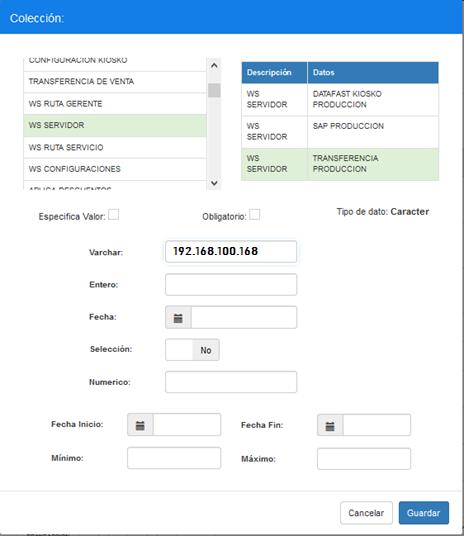 Colección:
CONFIGURACION KIOSKO
TRANSFERENCIA DE VENTA
WS RUTA GERENTE
WS SERVIDOR
WS RUTA SERVICIO
WS CONFIGURACIONES
APLICA DESCUENTOS
Descripción Datos
WS SERVIDOR DATAFAST KIOSKO PRODUCCION
WS SERVIDOR SAP PRODUCCION
WS SERVIDOR TRANSFERENCIA PRODUCCION
Especifica Valor: Obligatorio: Tipo de dato: Caracter
Varchar: 192.168.100.168
Entero:
Fecha:
Selección: No
Numerico:
Fecha Inicio: Fecha Fin:
Mínimo: Máximo:
Cancelar Guardar